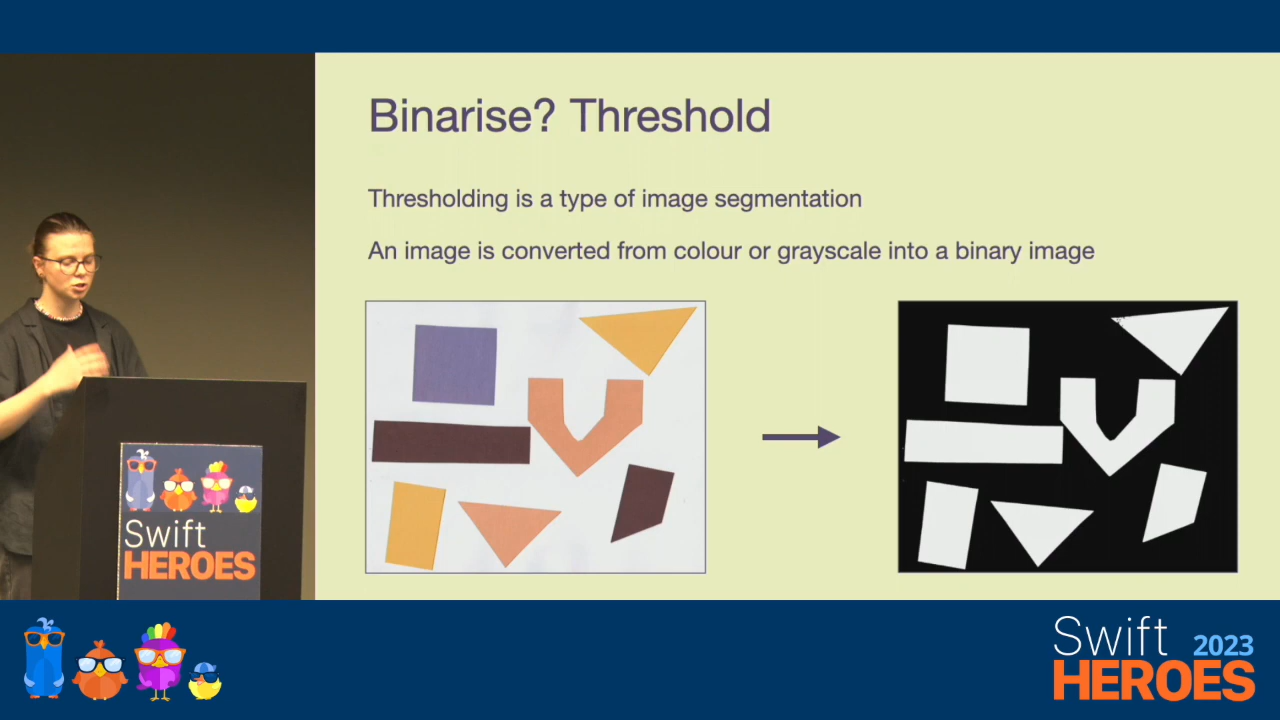 Binarise? Threshold
Thresholding is a type of image segmentation
An image is converted from colour or grayscale into a binary image
Swift
HEROES
Swift 2023
HEROES